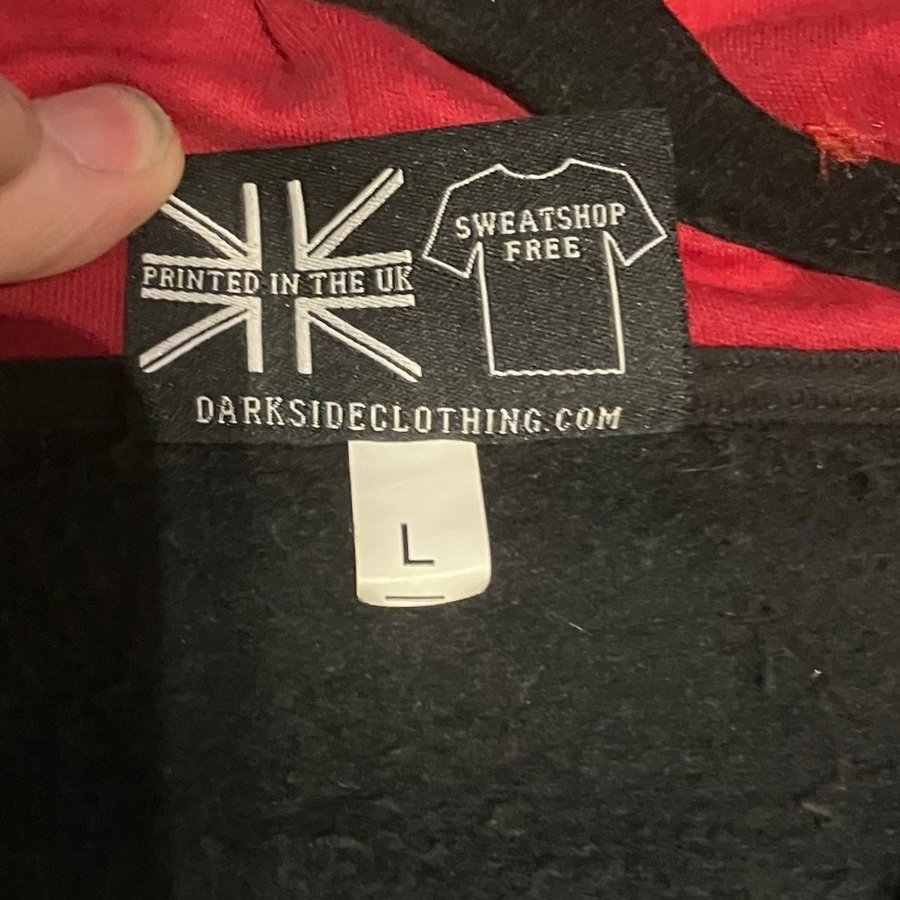 PRINTED IN THE UK
SWEATSHOP
FREE
DARKSIDECLOTHING.COM
L